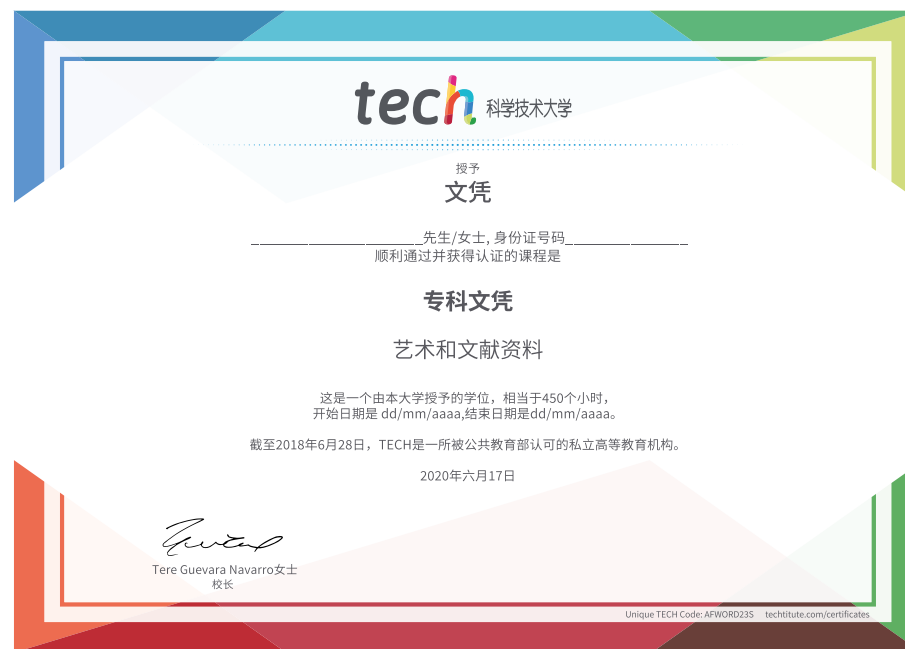 tech 科学技术大学
授予
文凭
______________________先生/女士, 身份证号码________________
顺利通过并获得认证的课程是
专科文凭
艺术和文献资料
这是一个由本大学授予的学位，相当于450个小时，
开始日期是 dd/mm/aaaa,结束日期是dd/mm/aaaa。
截至2018年6月28日，TECH是一所被公共教育部认可的私立高等教育机构。
2020年六月17日
Tere Guevara Navarro女士
校长
Unique TECH Code: AFWORD23S techtitute.com/certificates